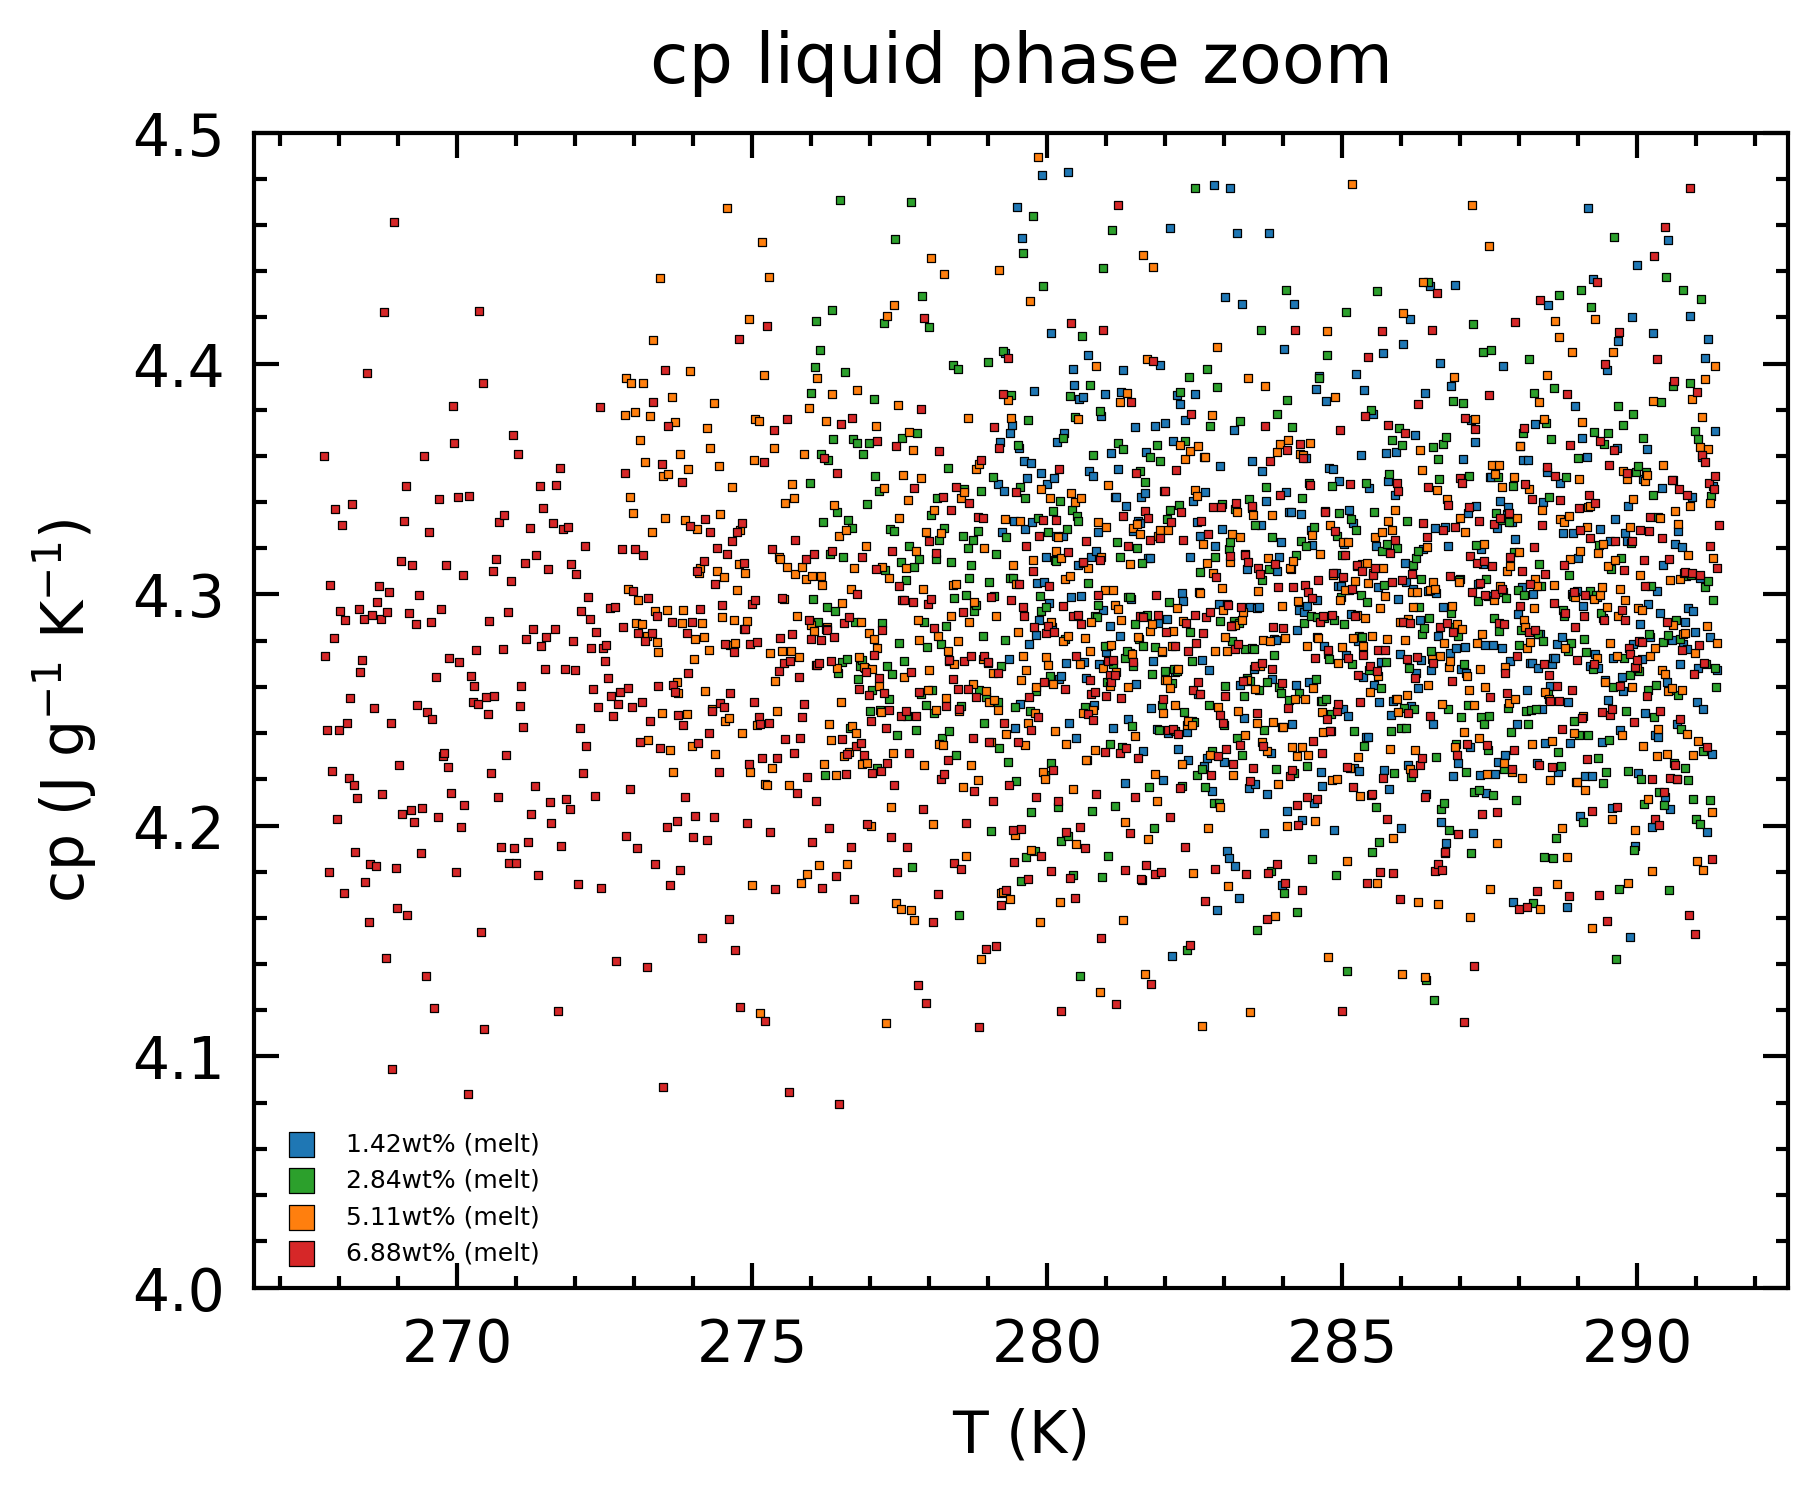 cp liquid phase zoom
cp (J g⁻¹ K⁻¹)
4.5
4.4
4.3
4.2
4.1
4.0
1.42wt% (melt)
2.84wt% (melt)
5.11wt% (melt)
6.88wt% (melt)
270 275 280 285 290
T (K)